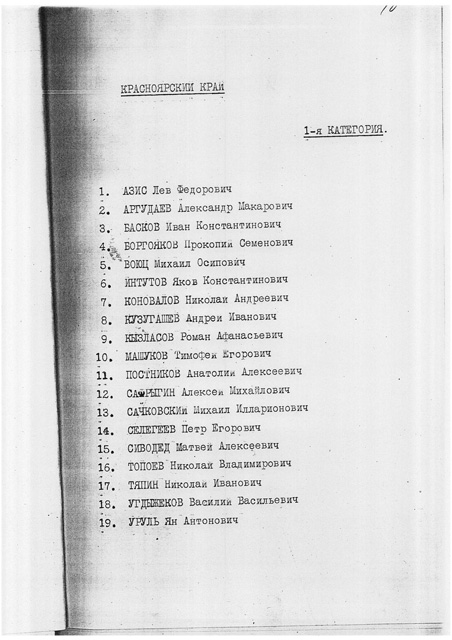 КРАСНОЯРСКИЙ КРАЙ
1-я КАТЕГОРИЯ.
1. АЗИС Лев Федорович
2. АРГУДАЕВ Александр Макарович
3. БАСКОВ Иван Константинович
4. БОРГОЯКОВ Прокопий Семенович
5. ВОЮЦ Михаил Осипович
6. ИНТУТОВ Яков Константинович
7. КОНОВАЛОВ Николай Андреевич
8. КУЗУГАШЕВ Андрей Иванович
9. КЫЗЛАСОВ Роман Афанасьевич
10. МАШУКОВ Тимофей Егорович
11. ПОСТНИКОВ Анатолий Алексеевич
12. Алексей Михайлович
13. САЧКОВСКИЙ Михаил Илларионович
14. СЕЛЕГЕЕВ Петр Егорович
15. СИВОДЕД Матвей Алексеевич
16. ТОПОЕВ Николай Владимирович
17. ТЯПИН Николай Иванович
18. УГДЫЖЕКОВ Василий Васильевич
19. УРУЛЬ Ян Антонович